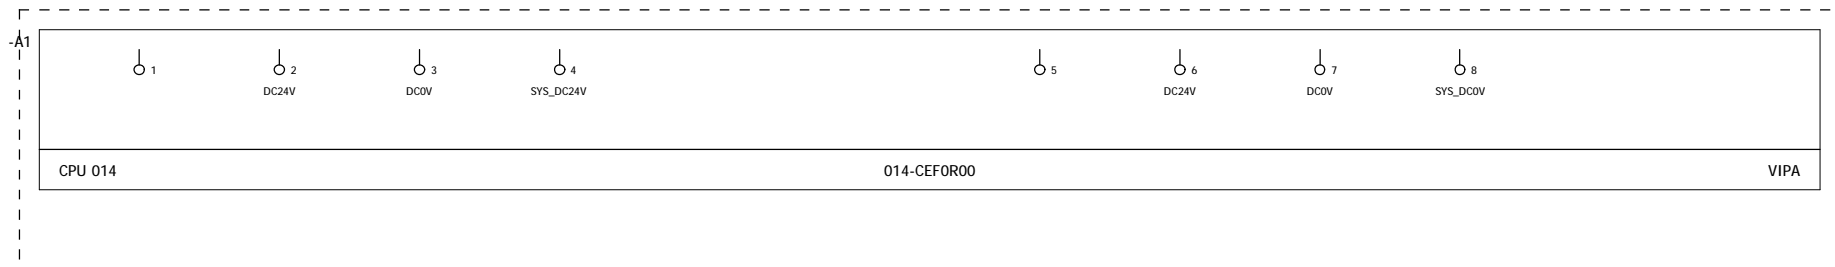 -A1
1 2 3 4 5 6 7 8
DC24V DC0V SYS_DC24V DC24V DC0V SYS_DC0V
CPU 014 014-CEF0R00 VIPA